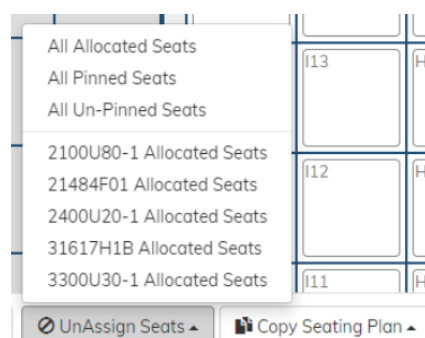 All Allocated Seats
All Pinned Seats
All Un-Pinned Seats
I13
H
2100U80-1 Allocated Seats
21484F01 Allocated Seats
I12
H
2400U20-1 Allocated Seats
31617H1B Allocated Seats
3300U30-1 Allocated Seats
I11
H
UnAssign Seats
Copy Seating Plan